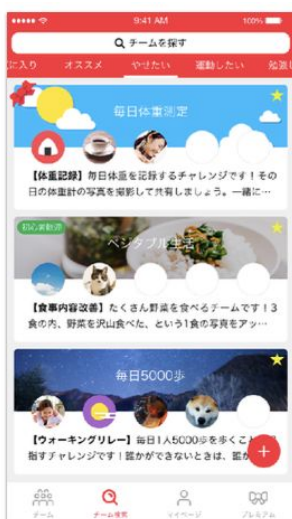 9:41 AM
100%
チームを探す
に入り オススメ やせたい 運動したい 勉強
毎日体重測定
【体重記録】毎日体重を記録するチャレンジです！その
日の体重計の写真を撮影して共有しましょう。一緒に…
初心者歓迎
ベジタブル生活
【食事内容改善】たくさん野菜を食べるチームです！3
食の内、野菜を沢山食べた、という1食の写真をアッ…
毎日5000歩
【ウォーキングリレー】毎日1人5000歩を歩くこと
指すチャレンジです！誰かができないときは、誰か
チーム チーム検索 マイページ プレミアム